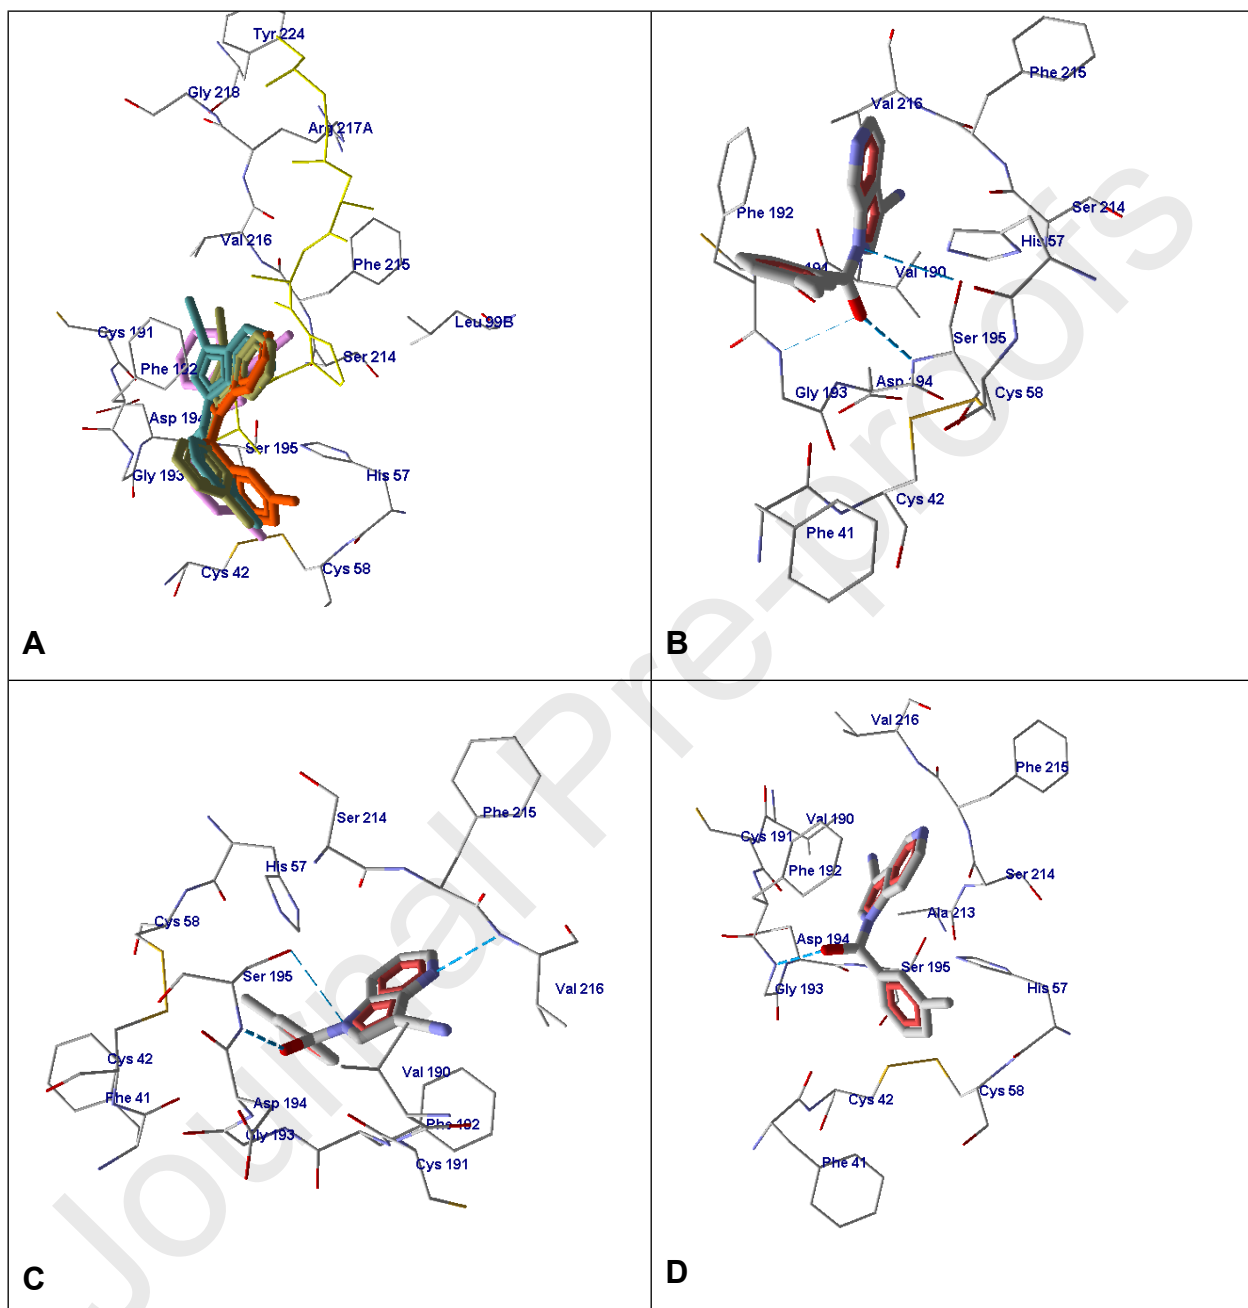 Tyr 224
Gly 218
Arg 217A
Val 216
Phe 215
Leu 99B
Cys 191
Phe 122
Ser 214
Asp 194
Ser 195
Gly 193
His 57
Cys 42
Cys 58
A
Phe 215
Val 216
Phe 192
Ser 214
His 57
191
Val 190
Ser 195
Gly 193
Asp 194
Cys 58
Cys 42
Phe 41
B
Phe 215
Ser 214
His 57
Cys 58
Ser 195
Val 216
Cys 42
Val 190
Phe 41
Asp 194
Phe 192
Gly 193
Cys 191
C
Val 216
Phe 215
Val 190
Cys 191
Phe 192
Ser 214
Ala 213
Asp 194
Ser 195
Gly 193
His 57
Cys 42
Cys 58
Phe 41
D
Journal Pre-proofs